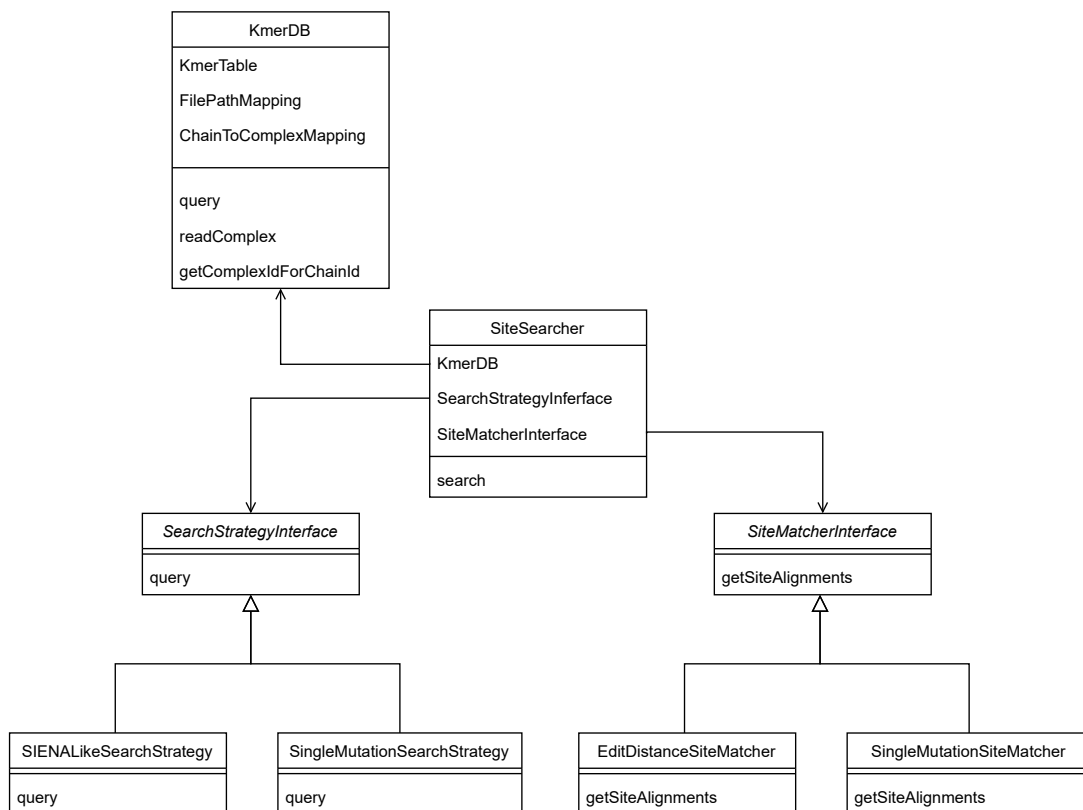 KmerDB
KmerTable
FilePathMapping
ChainToComplexMapping
query
readComplex
getComplexIdForChainId
SiteSearcher
KmerDB
SearchStrategyInferface
SiteMatcherInterface
search
SearchStrategyInterface
query
SiteMatcherInterface
getSiteAlignments
SIENALikeSearchStrategy
query
SingleMutationSearchStrategy
query
EditDistanceSiteMatcher
getSiteAlignments
SingleMutationSiteMatcher
getSiteAlignments